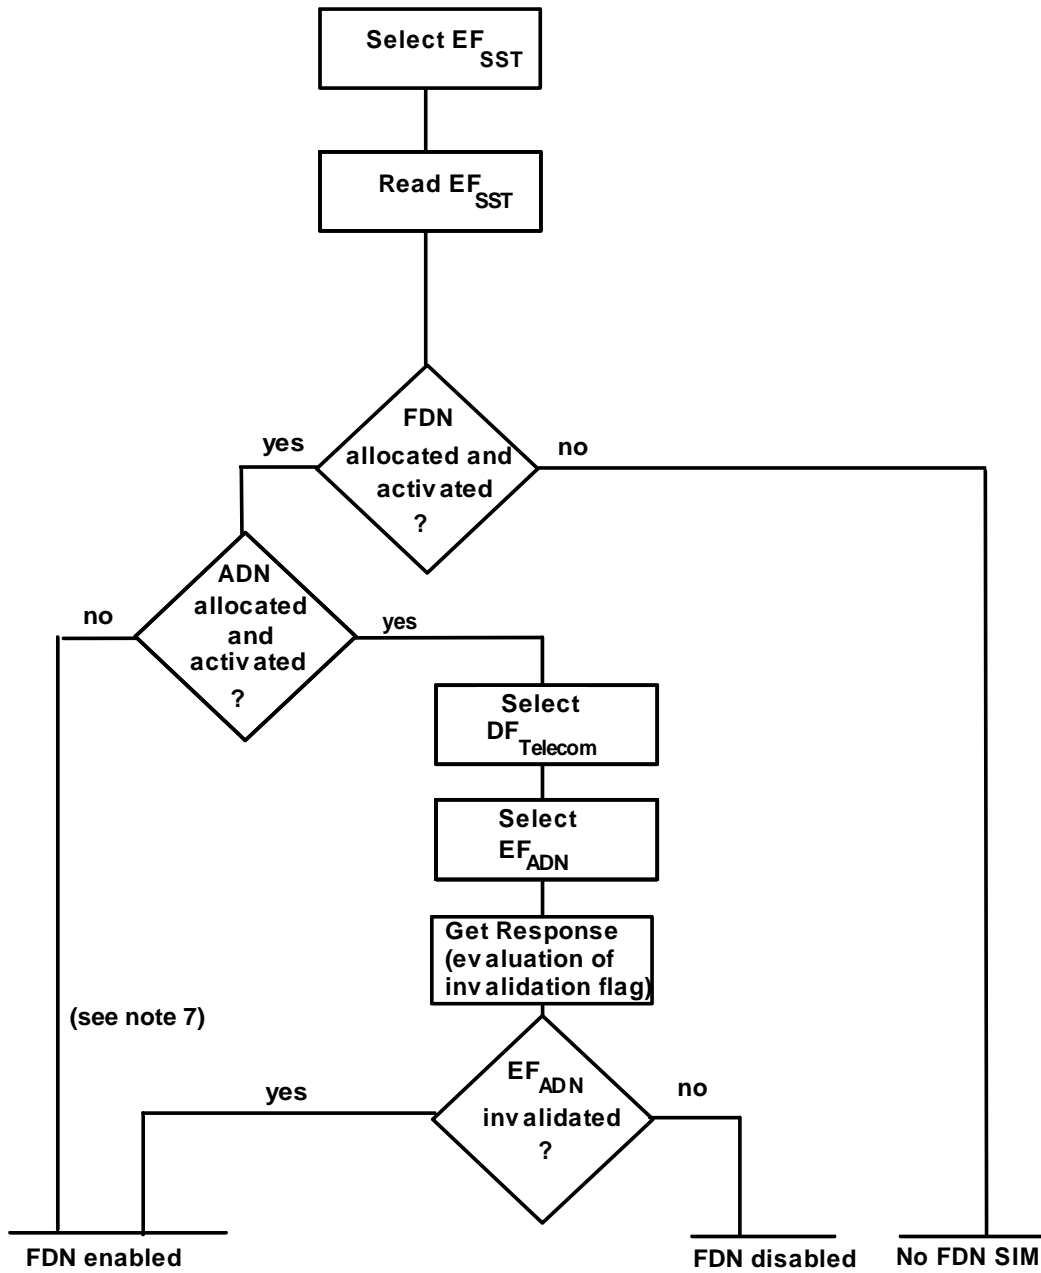 Select EF SST
Read EF SST
FDN
allocated and
activated
?
yes
no
ADN
allocated
and
activated
?
no
yes
Select
DF Telecom
Select
EF ADN
Get Response
(evaluation of
invalidation flag)
(see note 7)
EF ADN
invalidated
?
yes
no
FDN enabled
FDN disabled
No FDN SIM